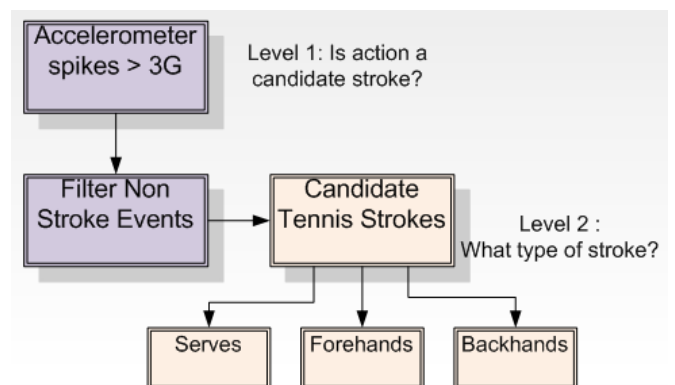 Accelerometer
spikes > 3G
Level 1: Is action a
candidate stroke?
Filter Non
Stroke Events
Candidate
Tennis Strokes
Level 2 :
What type of stroke?
Serves
Forehands
Backhands